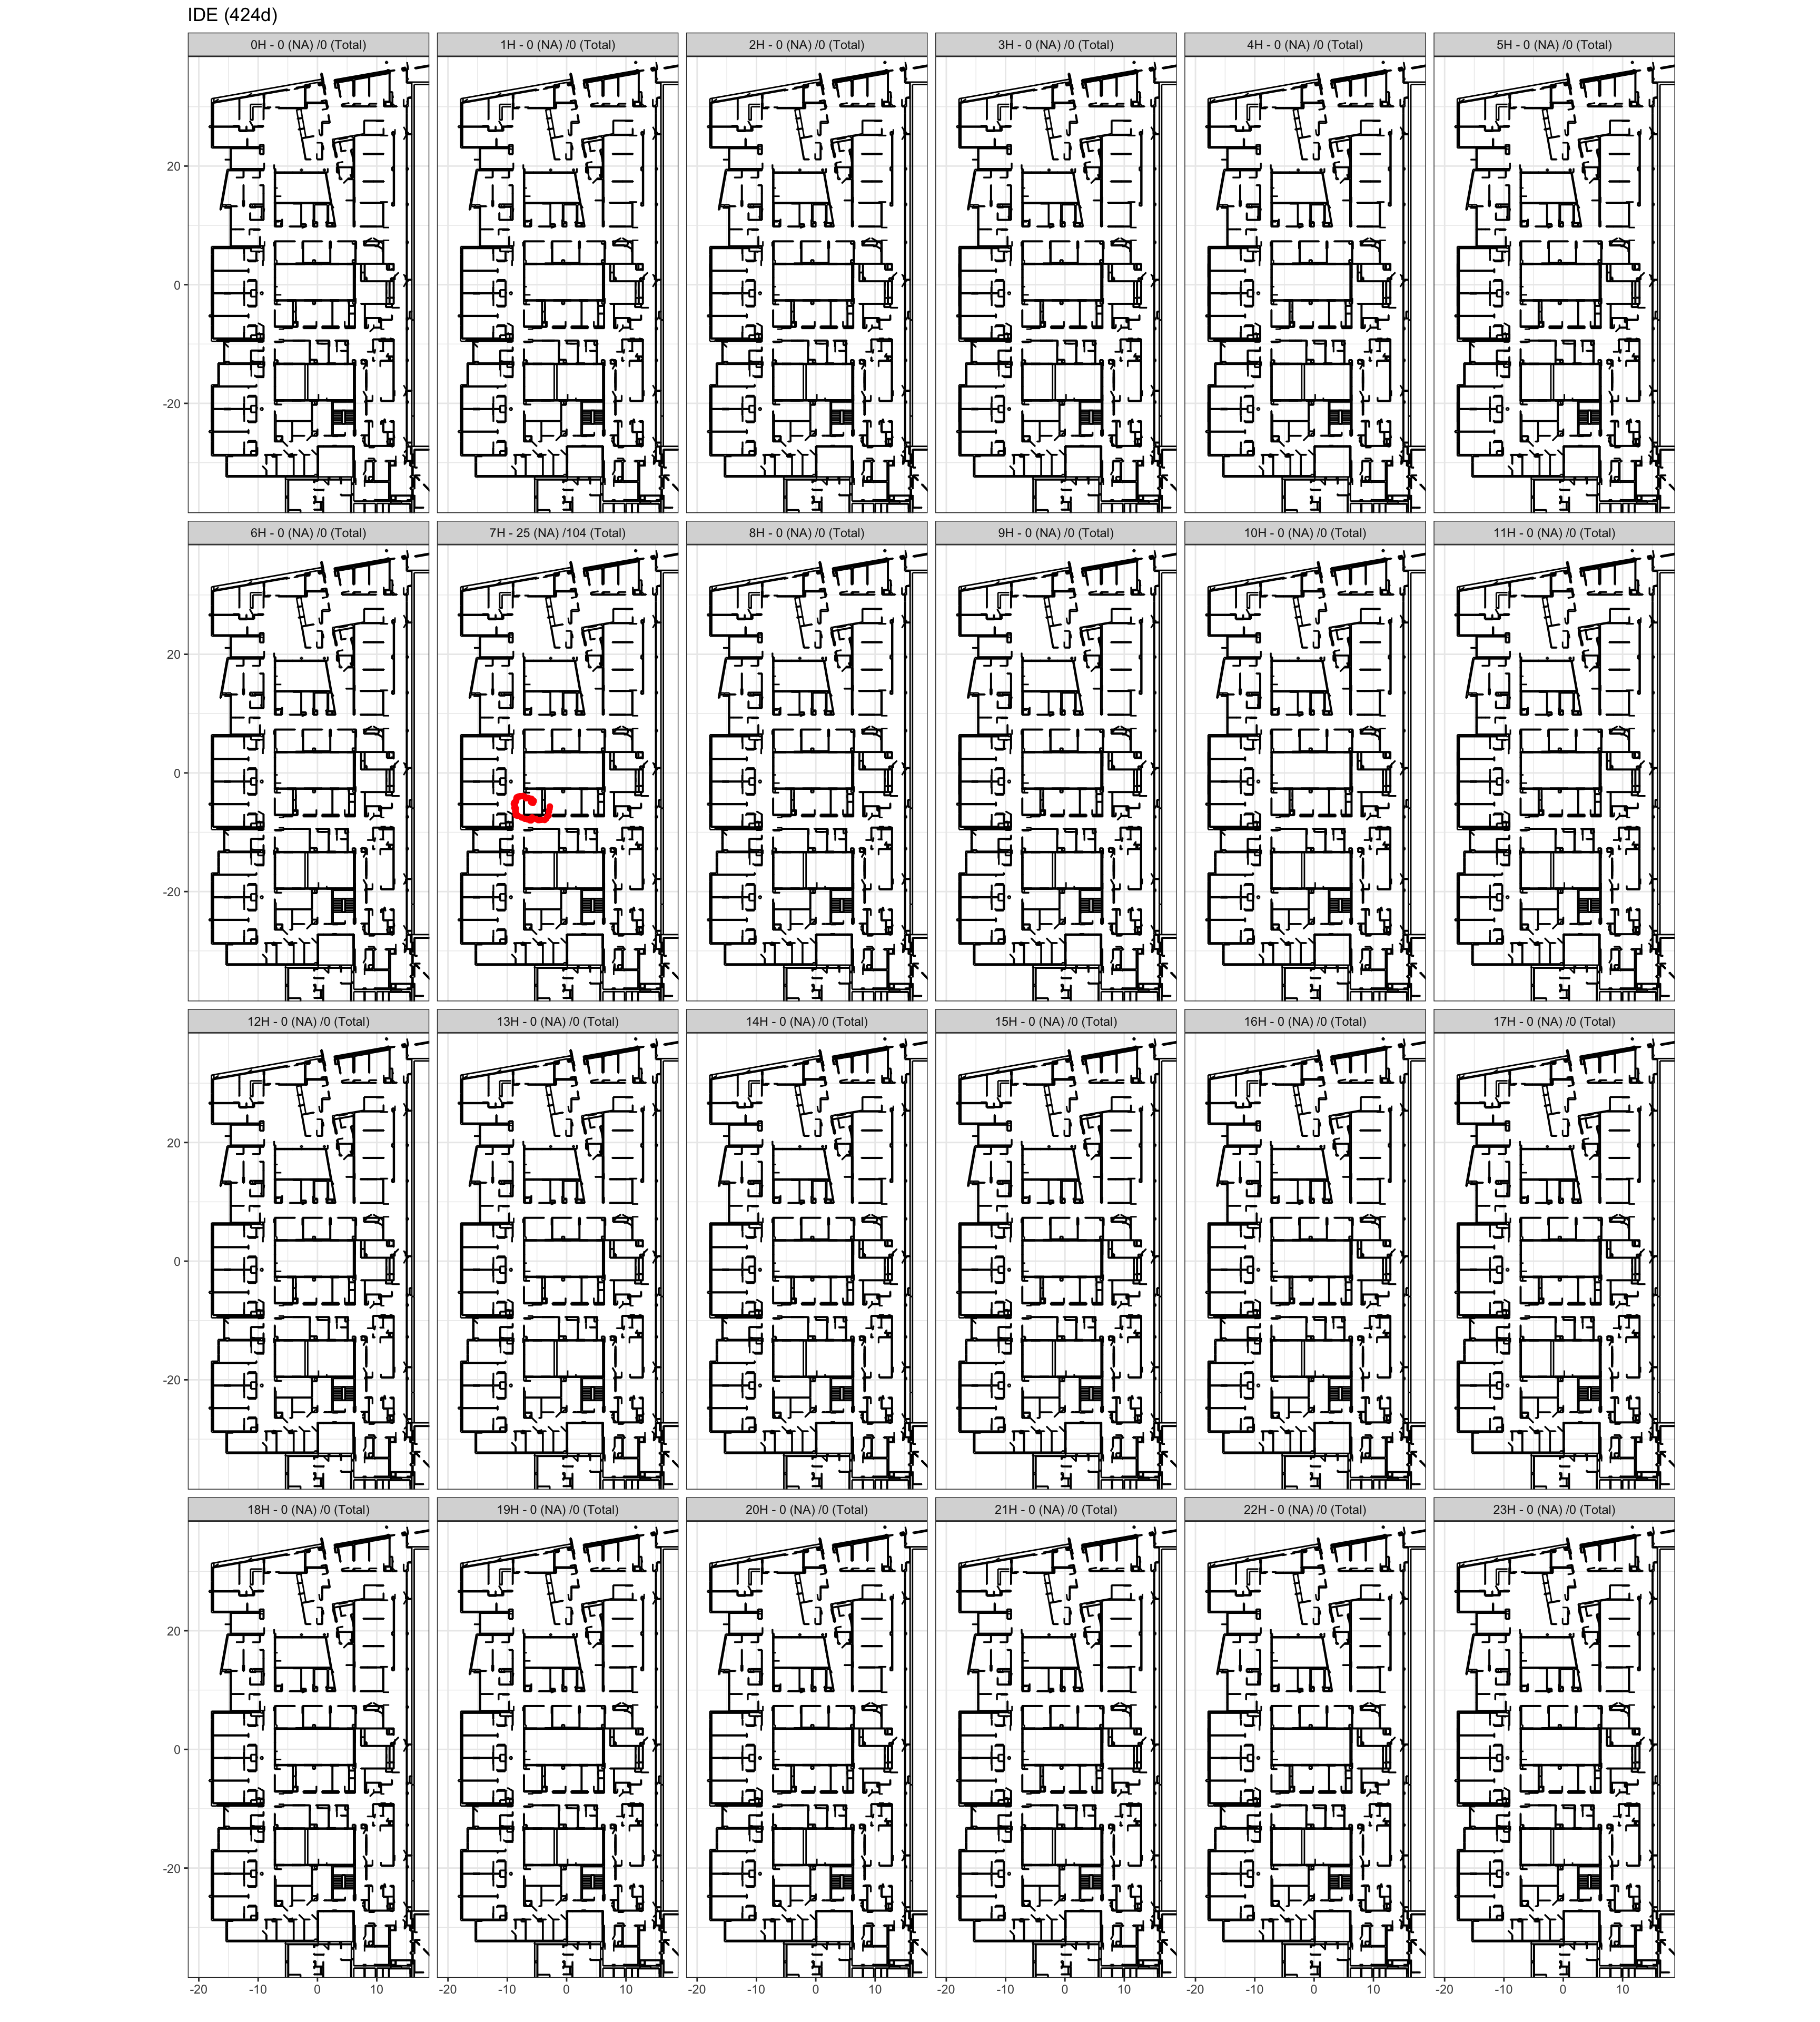 IDE (424d)
0H - 0 (NA) /0 (Total) 1H - 0 (NA) /0 (Total) 2H - 0 (NA) /0 (Total) 3H - 0 (NA) /0 (Total) 4H - 0 (NA) /0 (Total) 5H - 0 (NA) /0 (Total)
20
0
-20
6H - 0 (NA) /0 (Total) 7H - 25 (NA) /104 (Total) 8H - 0 (NA) /0 (Total) 9H - 0 (NA) /0 (Total) 10H - 0 (NA) /0 (Total) 11H - 0 (NA) /0 (Total)
20
0
-20
12H - 0 (NA) /0 (Total) 13H - 0 (NA) /0 (Total) 14H - 0 (NA) /0 (Total) 15H - 0 (NA) /0 (Total) 16H - 0 (NA) /0 (Total) 17H - 0 (NA) /0 (Total)
20
0
-20
18H - 0 (NA) /0 (Total) 19H - 0 (NA) /0 (Total) 20H - 0 (NA) /0 (Total) 21H - 0 (NA) /0 (Total) 22H - 0 (NA) /0 (Total) 23H - 0 (NA) /0 (Total)
20
0
-20
-20 -10 0 10 -20 -10 0 10 -20 -10 0 10 -20 -10 0 10 -20 -10 0 10 -20 -10 0 10